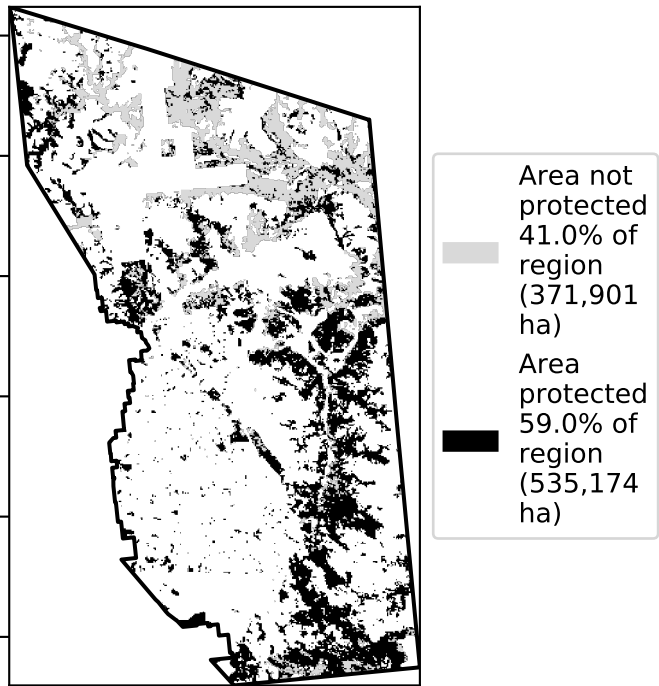 Area not
protected
41.0% of
region
(371,901
ha)
Area
protected
59.0% of
region
(535,174
ha)